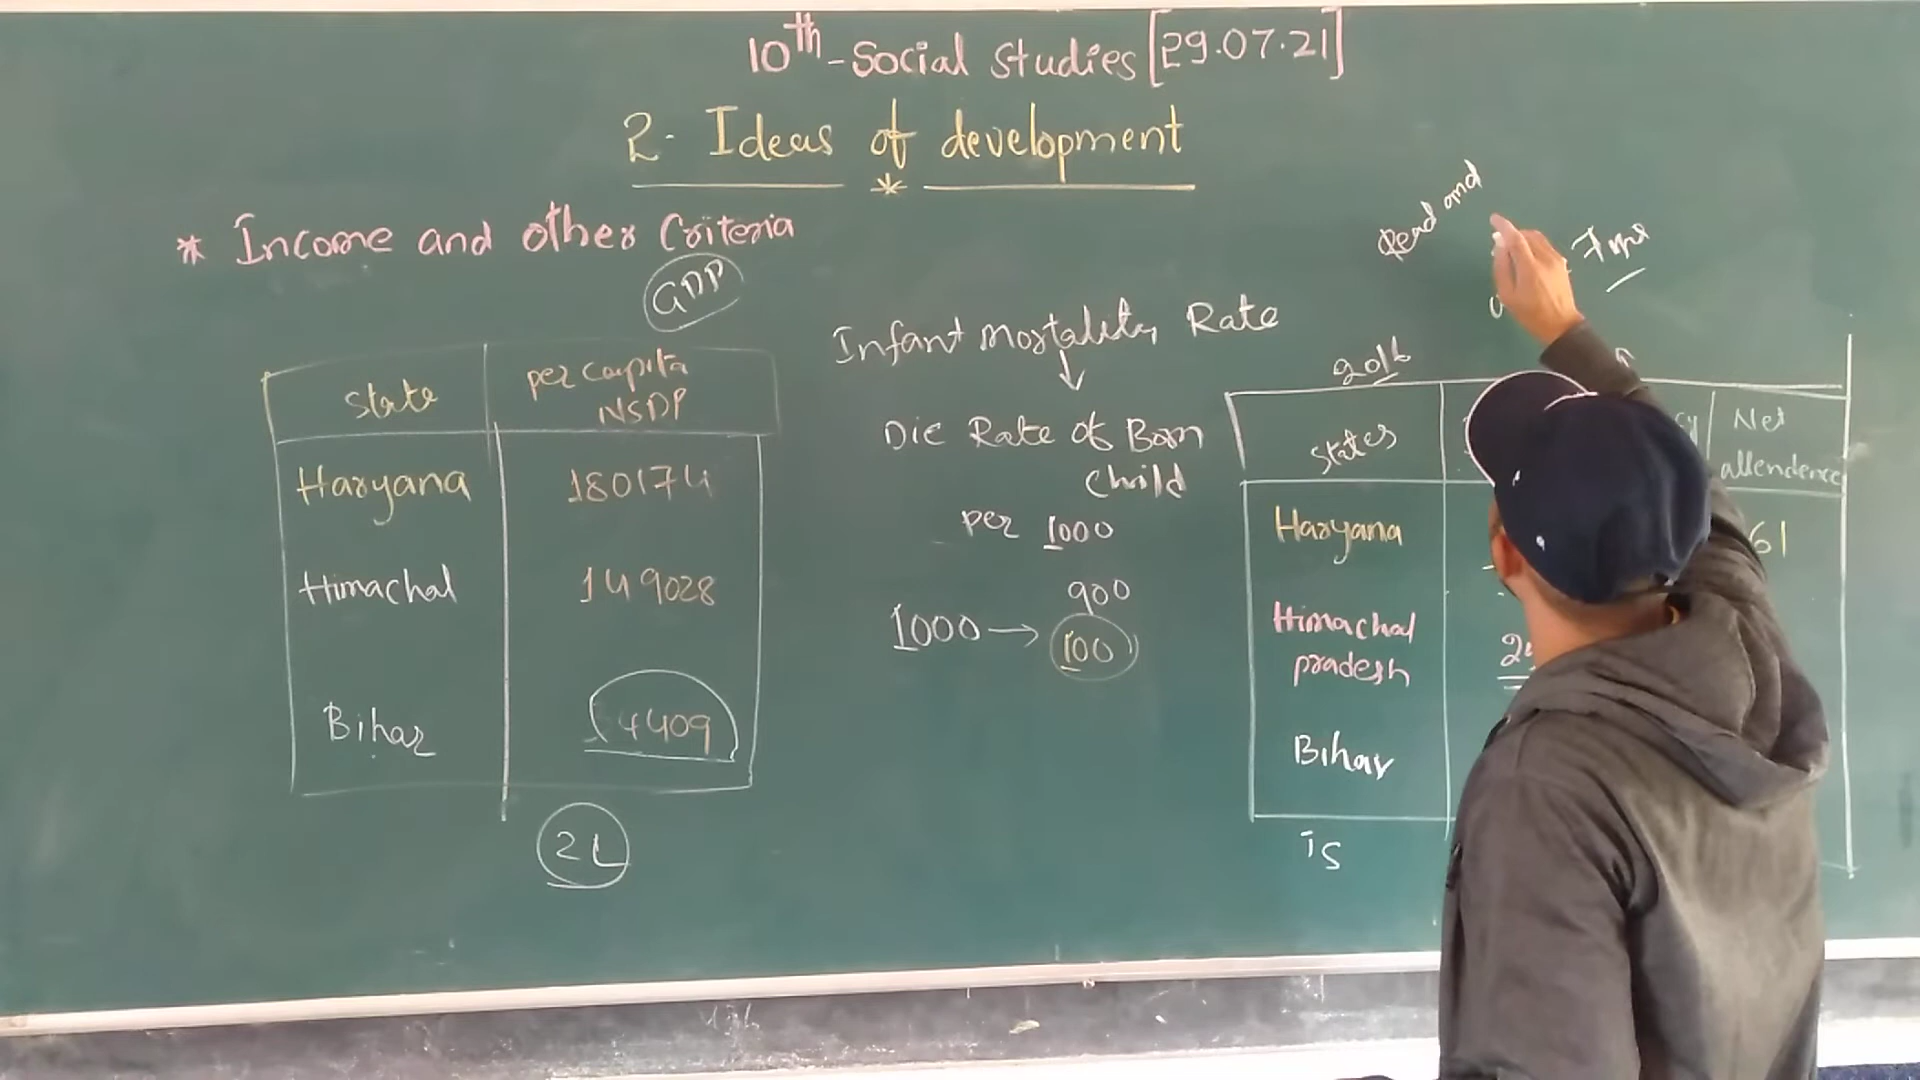 10th - Social Studies [29.07.21]
2. Ideas of development
* Income and other Criteria
GDP
State
per capita
NSDP
Haryana
180174
Himachal
149028
Bihar
4409
2L
Infant mortality Rate
↓
Die Rate of Born
child
per 1000
900
1000 → 100
Read and
2016
States
Net
allendence
Haryana
61
Himachal
pradesh
Bihar